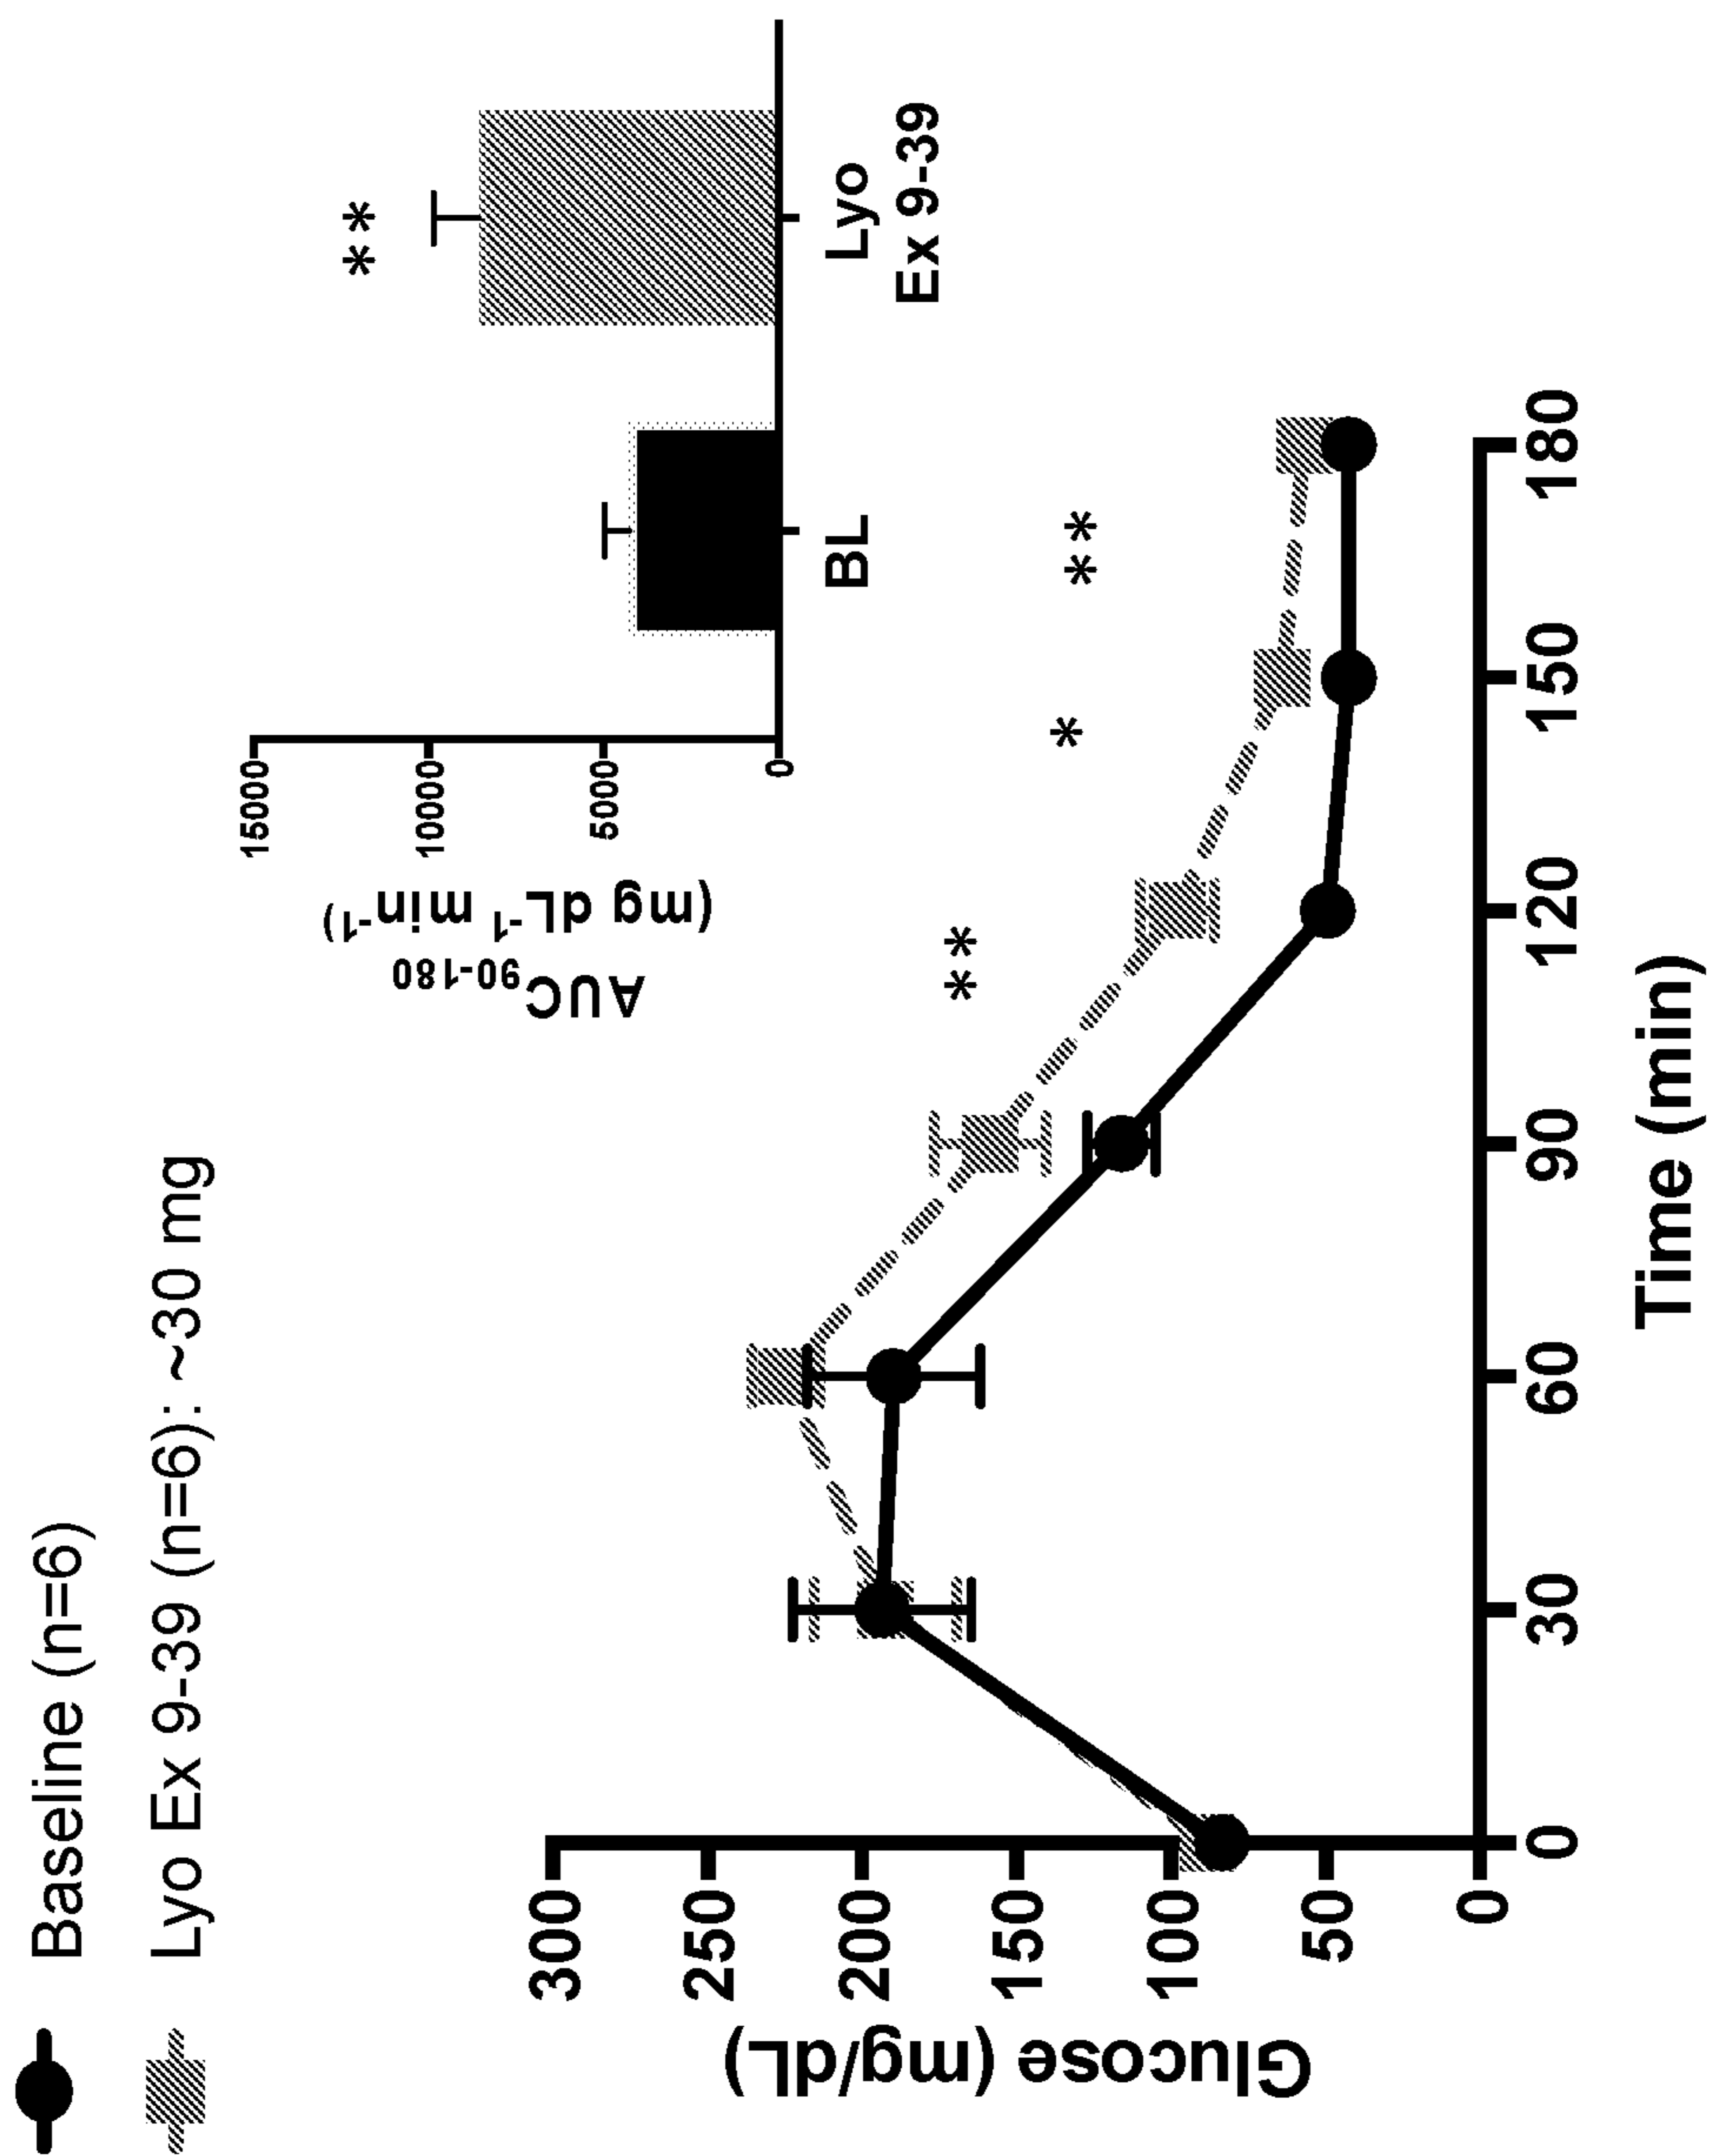 Baseline (n=6)
Lyo Ex 9-39 (n=6): ~30 mg
AUC90-180
(mg dL-1 min-1)
15000
10000
5000
0
**
BL
Lyo
Ex 9-39
Glucose (mg/dL)
300
250
200
150
100
50
0
**
*
**
0
30
60
90
120
150
180
Time (min)